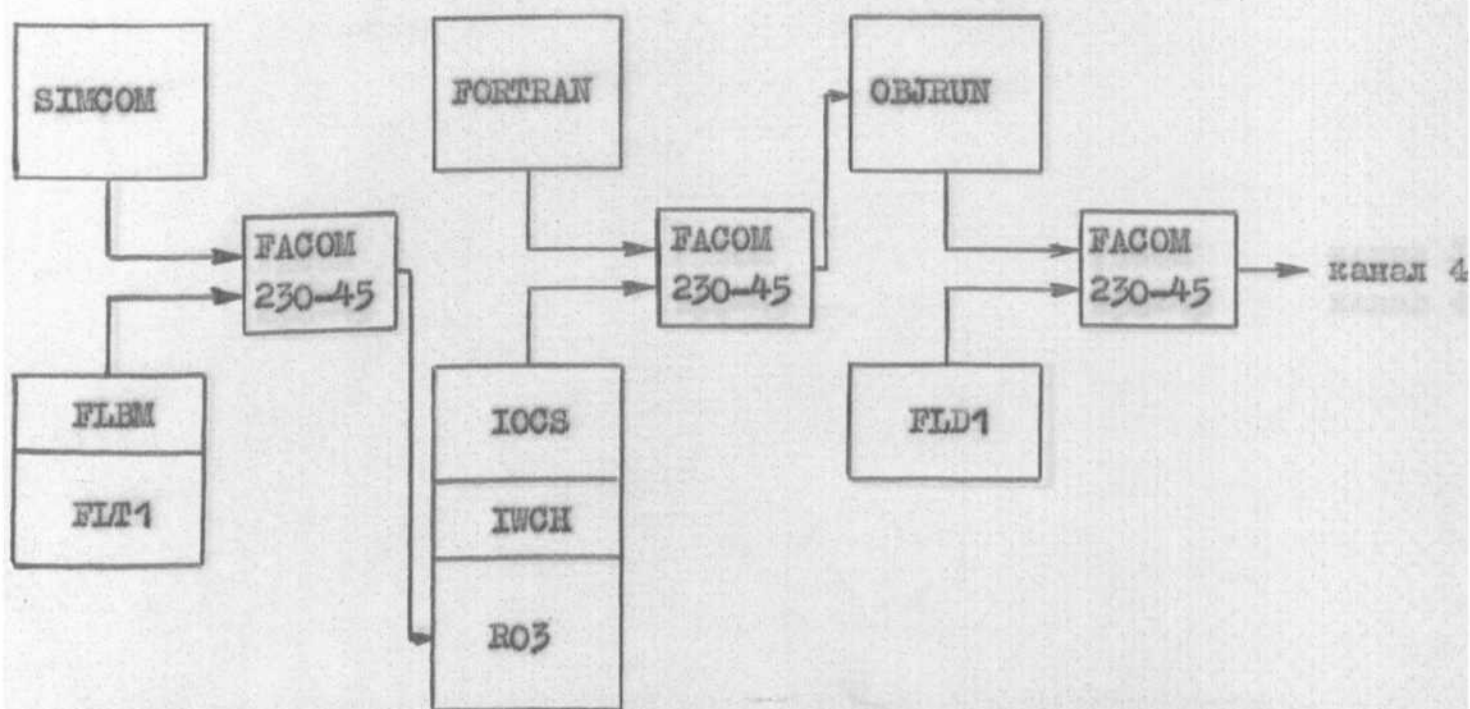 SIMCOM
FORTRAN
OBJRUN
FACOM
230-45
FACOM
230-45
FACOM
230-45
канал 4
FLBM
FLT1
IOCS
IWCH
RO3
FLD1